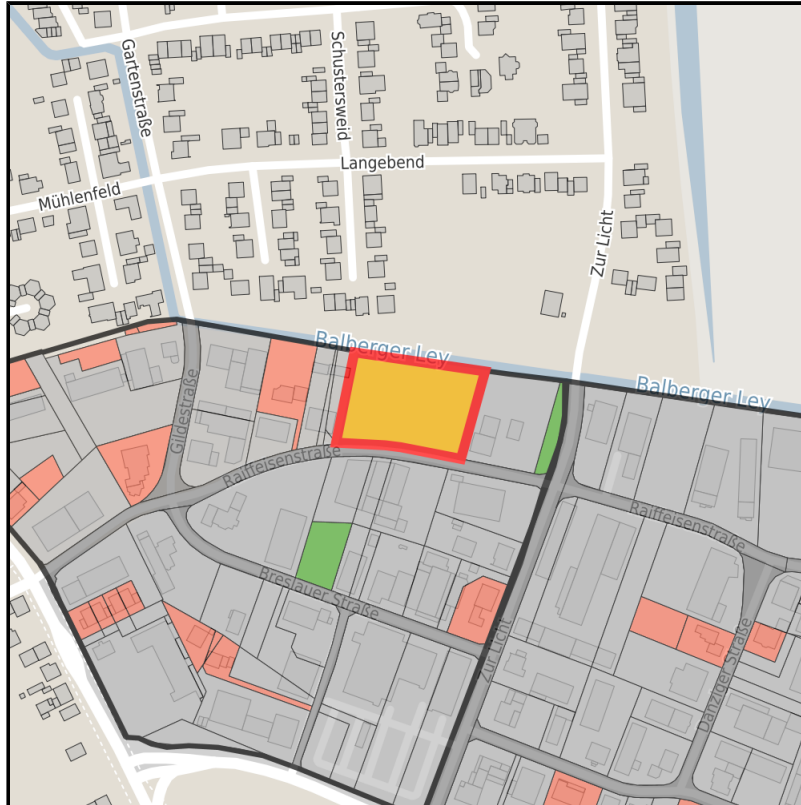 Gartenstraße
Schustersweid
Langebend
Mühlenfeld
Zur Licht
Balberger Ley
Balberger Ley
Gildestraße
Raiffeisenstraße
Raiffeisenstraße
Breslauer Straße
Zur Licht
Danziger Straße